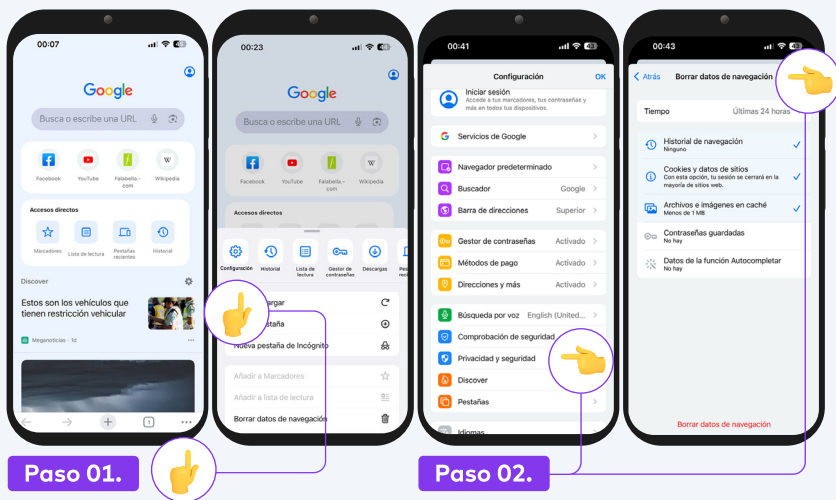 00:07
Google
Busca o escribe una URL
Facebook
YouTube
Falabella.-
com
W
Wikipedia
Accesos directos
Marcadores
Lista de lectura
Pestañas
recientes
Historial
Discover
Estos son los vehículos que
tienen restricción vehicular
Meganoticias · 1d
1
00:23
Google
Busca o escribe una URL
Facebook
YouTube
Falabella.-
com
W
Wikipedia
Accesos directos
Configuración
Historial
Lista de
lectura
Gestor de
contraseñas
Descargas
Nueva pestaña de Incógnito
Añadir a Marcadores
Añadir a lista de lectura
Borrar datos de navegación
Paso 01.
00:41
Configuración
OK
Iniciar sesión
Accede a tus marcadores, tus contraseñas y
más en todos tus dispositivos.
G
Servicios de Google
Navegador predeterminado
Buscador
Google
Barra de direcciones
Superior
Gestor de contraseñas
Activado
Métodos de pago
Activado
Direcciones y más
Activado
Búsqueda por voz
English (United...
Comprobación de seguridad
Privacidad y seguridad
Discover
Pestañas
Idiomas
Paso 02.
00:43
Atrás
Borrar datos de navegación
Tiempo
Últimas 24 horas
Historial de navegación
Ninguno
Cookies y datos de sitios
Con esta opción, tu sesión se cerrará en la
mayoría de sitios web.
Archivos e imágenes en caché
Menos de 1 MB
Contraseñas guardadas
No hay
Datos de la función Autocompletar
No hay
Borrar datos de navegación